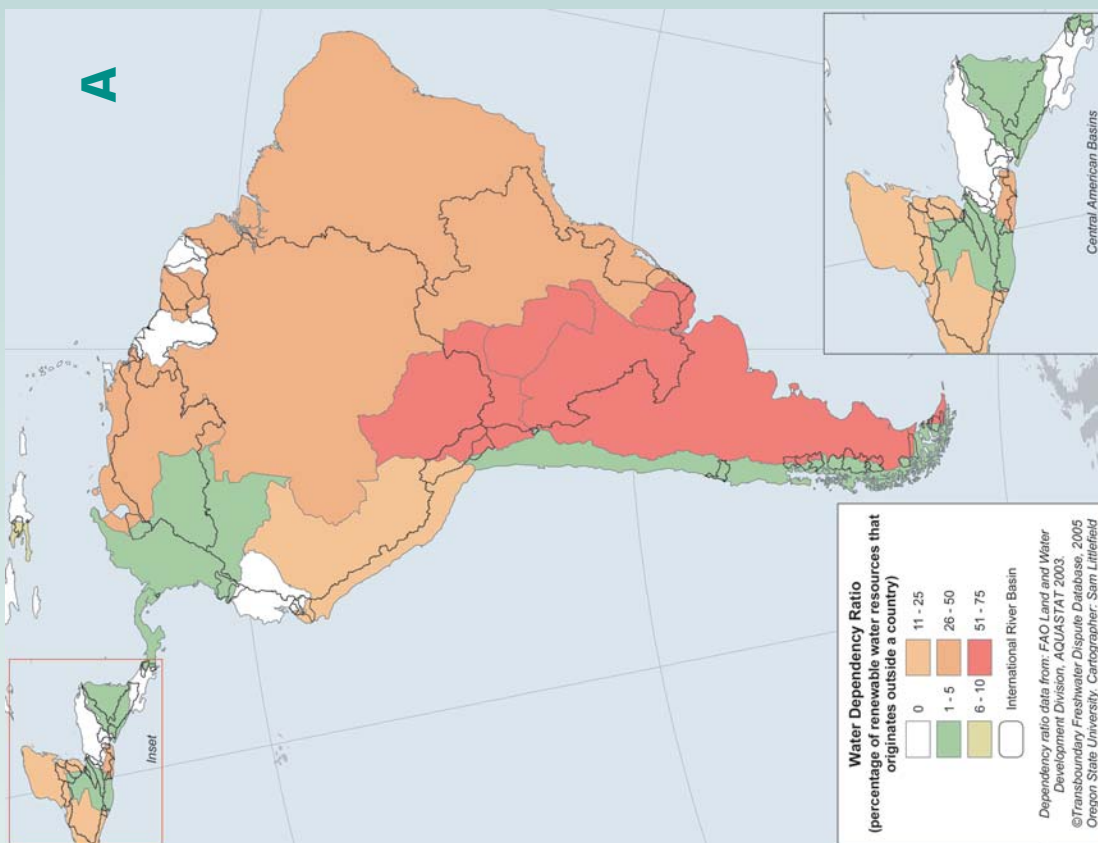 A
Inset
Central American Basins
Water Dependency Ratio
(percentage of renewable water resources that
originates outside a country)
0
1 - 5
6 - 10
11 - 25
26 - 50
51 - 75
International River Basin
Dependency ratio data from: FAO Land and Water
Development Division, AQUASTAT 2003.
©Transboundary Freshwater Dispute Database, 2005
Oregon State University. Cartographer: Sam Littlefield